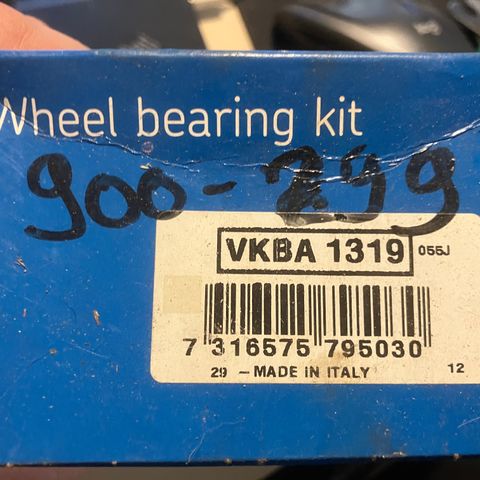 Wheel bearing kit
900-299
VKBA 1319 055J
7 316575 795030
29 – MADE IN ITALY 12